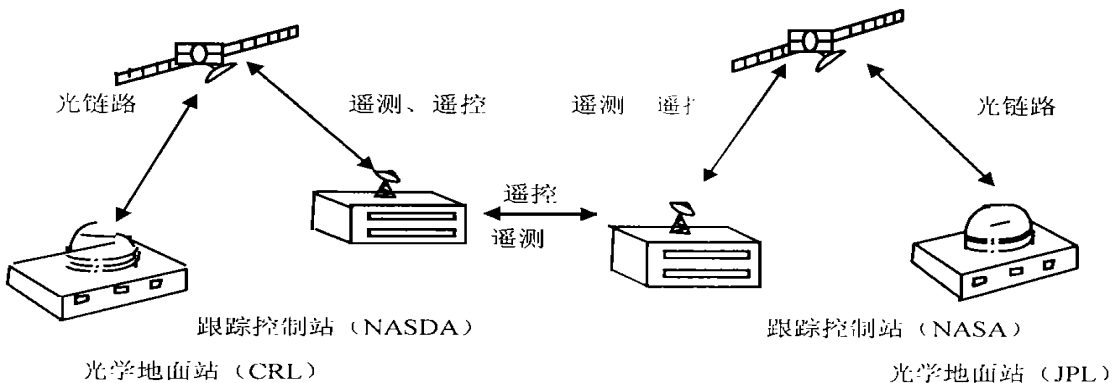 光链路
遥测、遥控
遥测 遥
光链路
遥控
遥测
跟踪控制站（NASDA）
跟踪控制站（NASA）
光学地面站（CRL）
光学地面站（JPL）